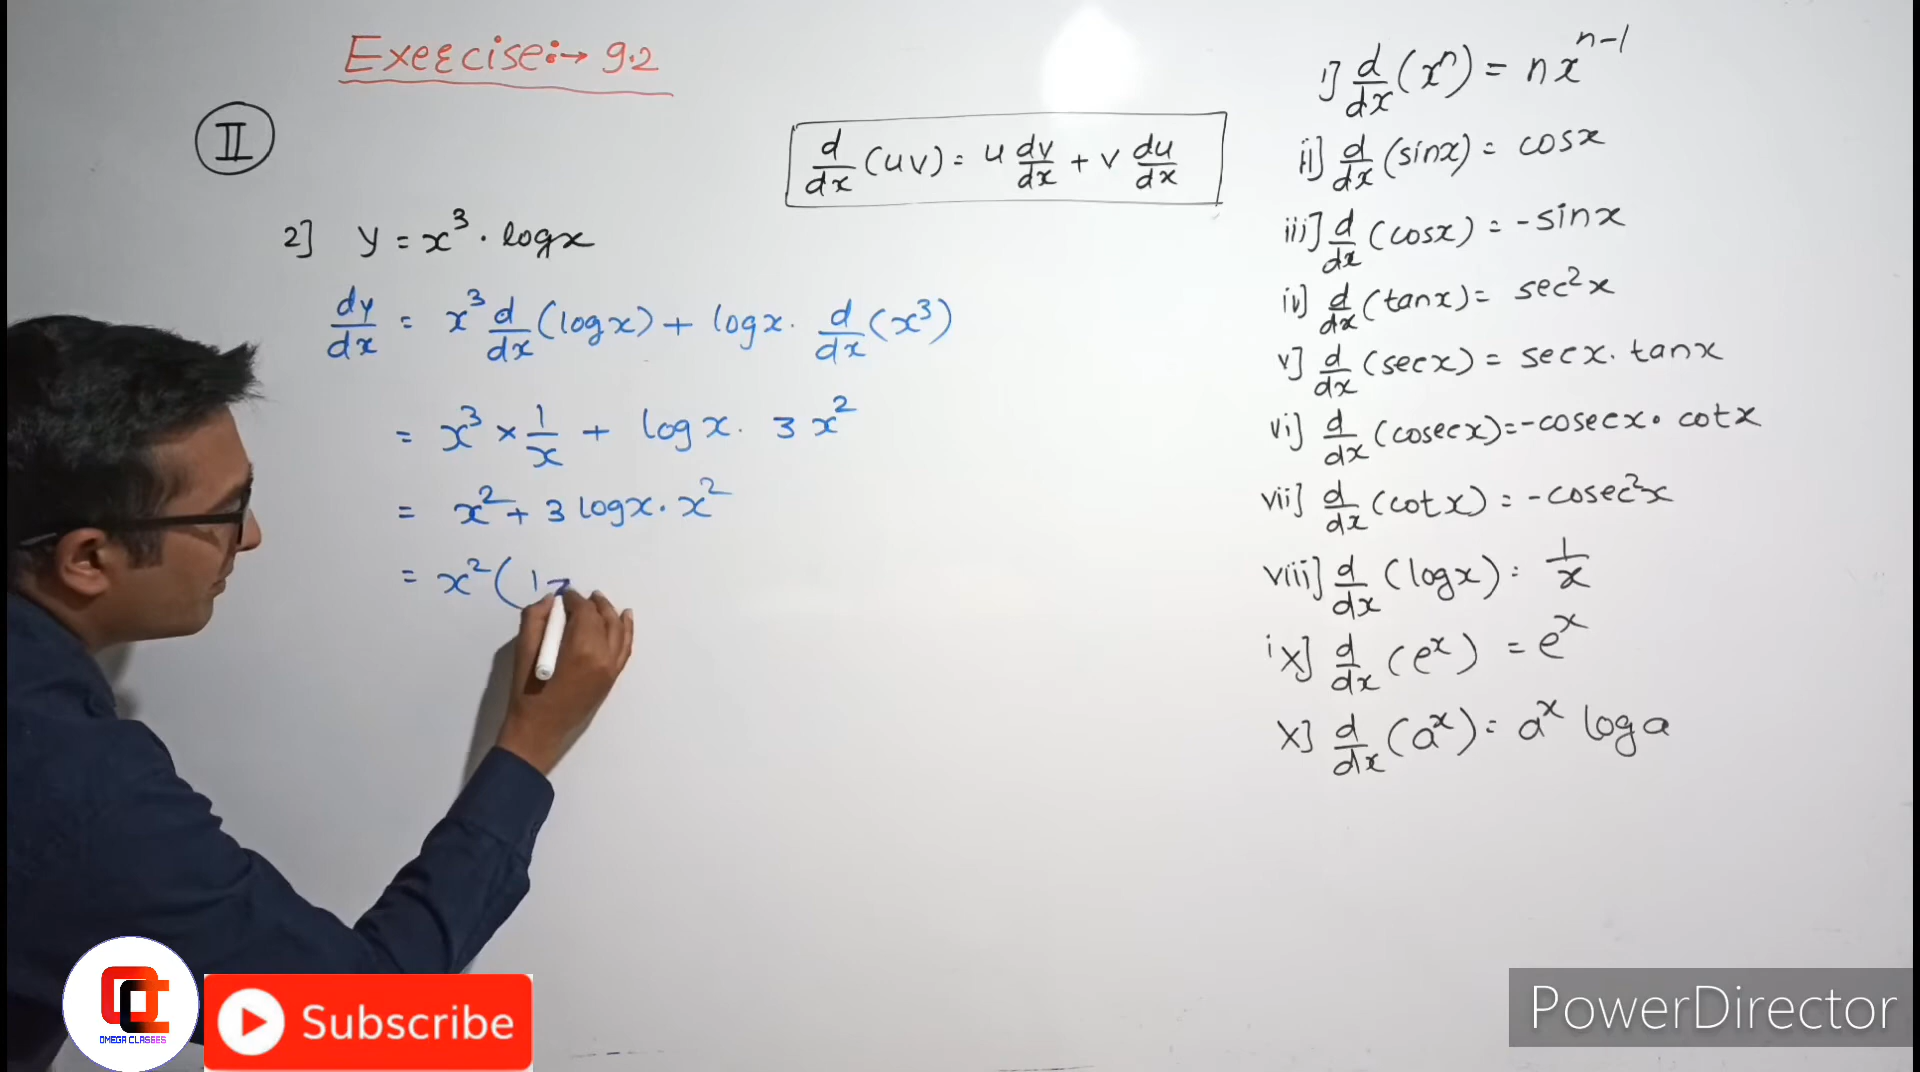 Exercise:→ 9.2
II
d/dx (uv) = u dv/dx + v du/dx
2] y = x³ · logx
dy/dx = x³ d/dx (logx) + logx · d/dx (x³)
= x³ × 1/x + logx · 3x²
= x² + 3 logx · x²
= x² ( 1
i] d/dx (xⁿ) = nxⁿ⁻¹
ii] d/dx (sinx) = cosx
iii] d/dx (cosx) = -sinx
iv] d/dx (tanx) = sec²x
v] d/dx (secx) = secx. tanx
vi] d/dx (cosecx) = -cosecx · cotx
vii] d/dx (cotx) = -cosec²x
viii] d/dx (logx) = 1/x
ix] d/dx (eˣ) = eˣ
x] d/dx (aˣ) = aˣ loga
OMEGA CLASSES
Subscribe
PowerDirector